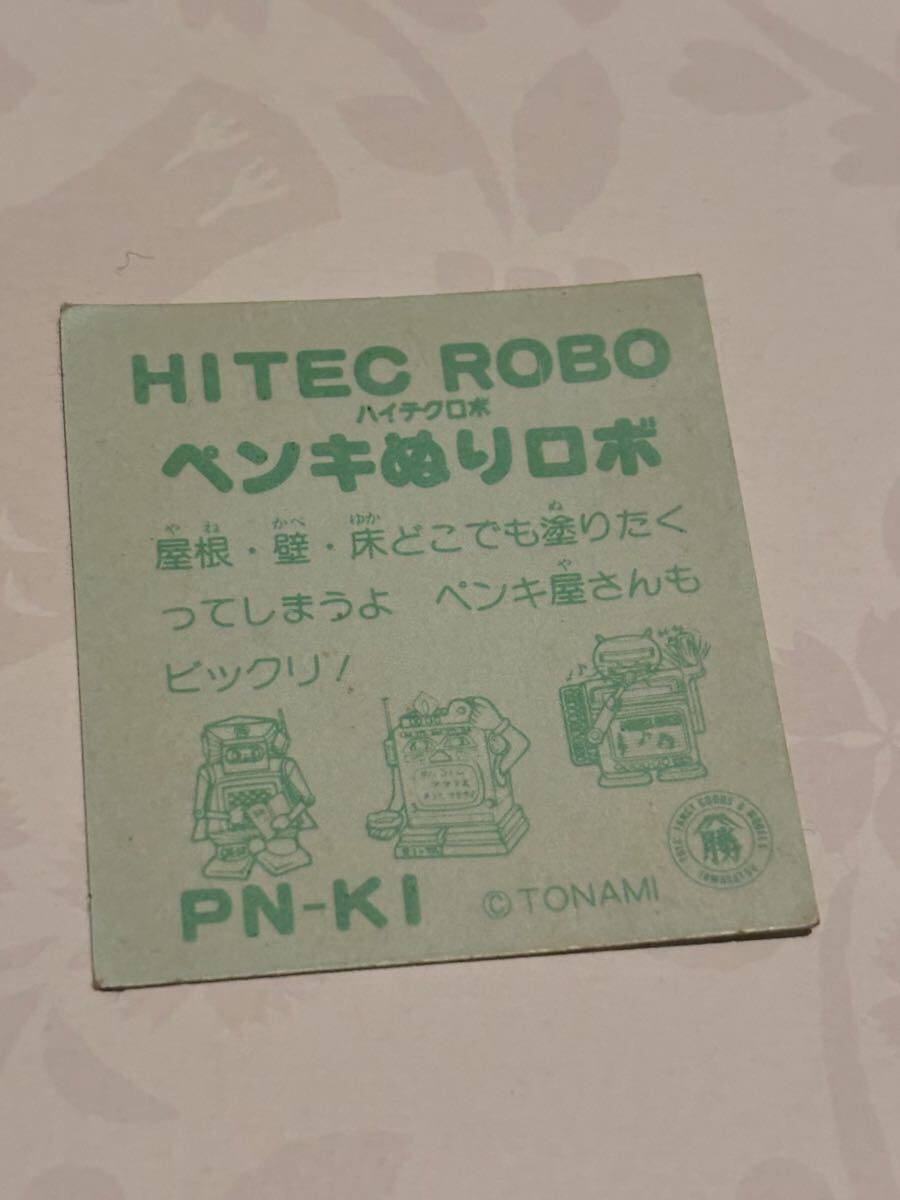 HITEC ROBO
ハイテクロボ
ペンキぬりロボ
屋根・壁・床どこでも塗りたく
ってしまうよ ペンキ屋さんも
ビックリ!
PN-KI
©TONAMI
勝